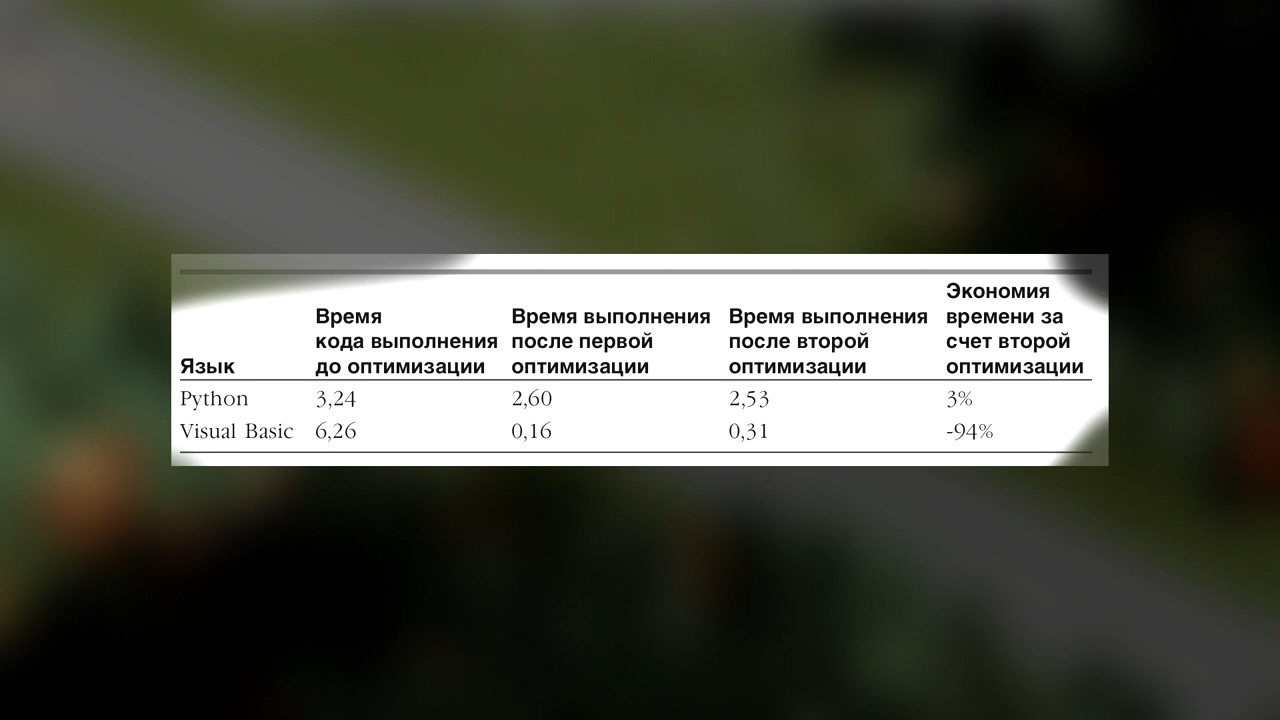 Язык Время кода выполнения до оптимизации Время выполнения после первой оптимизации Время выполнения после второй оптимизации Экономия времени за счет второй оптимизации
Python 3,24 2,60 2,53 3%
Visual Basic 6,26 0,16 0,31 -94%